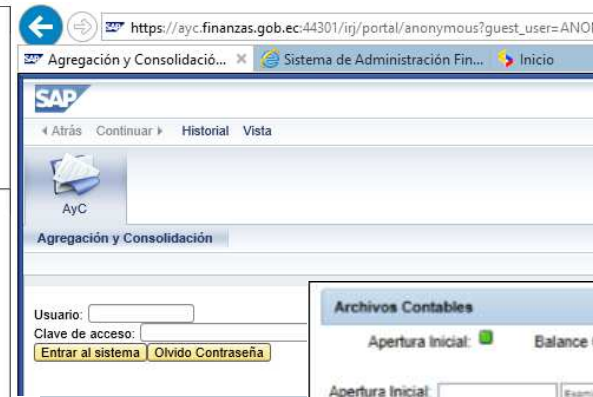 https://ayc.finanzas.gob.ec:44301/irj/portal/anonymous?guest_user=ANO
Agregación y Consolidació... × Sistema de Administración Fin... Inicio
SAP
Atrás Continuar Historial Vista
AyC
Agregación y Consolidación
Usuario:
Clave de acceso:
Entrar al sistema Olvido Contraseña
Archivos Contables
Apertura Inicial: Balance
Apertura Inicial: Exami